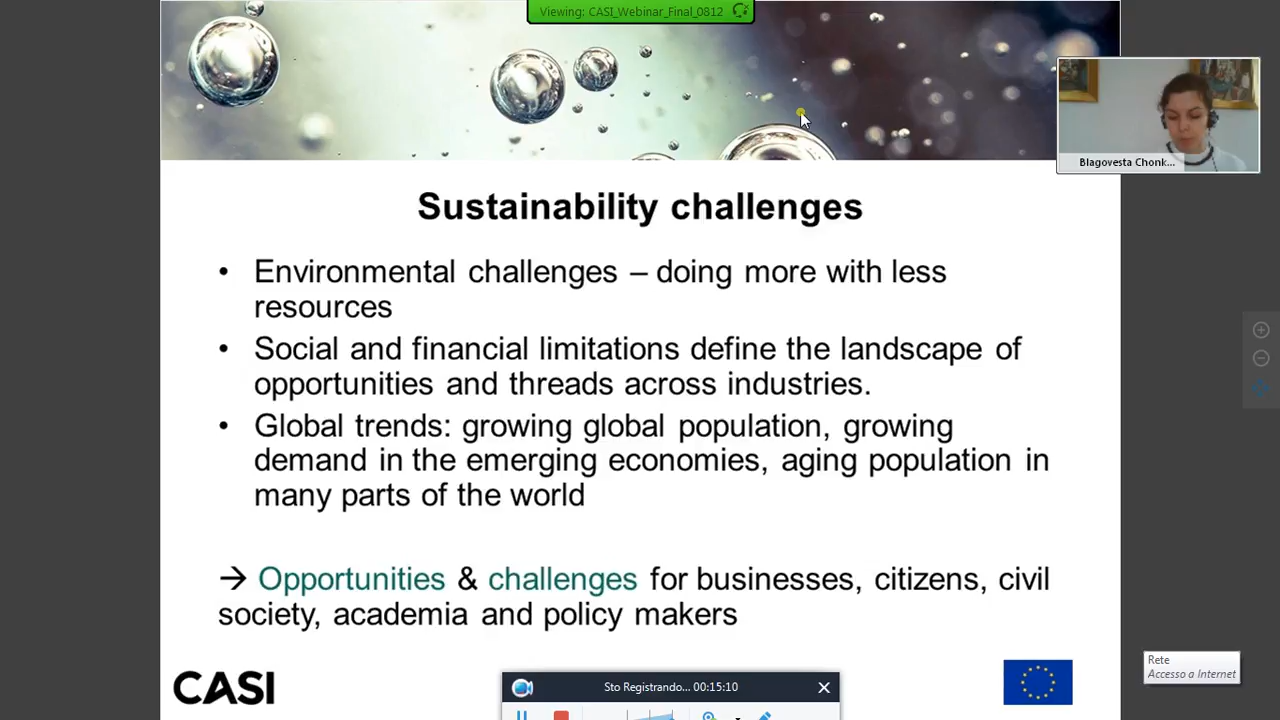 Viewing: CASI_Webinar_Final_0812
Blagovesta Chonk...
Sustainability challenges
• Environmental challenges – doing more with less
resources
• Social and financial limitations define the landscape of
opportunities and threads across industries.
• Global trends: growing global population, growing
demand in the emerging economies, aging population in
many parts of the world
→ Opportunities & challenges for businesses, citizens, civil
society, academia and policy makers
CASI
Sto Registrando... 00:15:10
Rete
Accesso a Internet